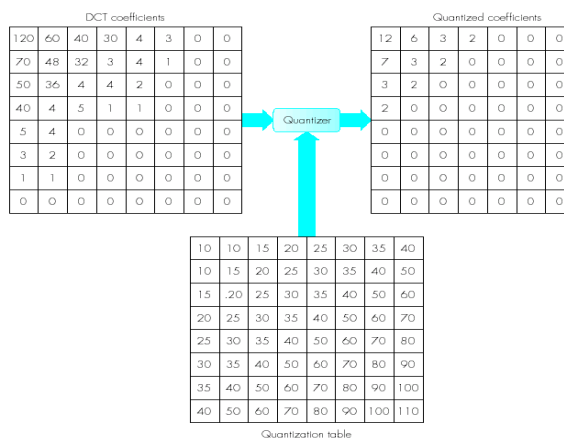 DCT coefficients
120 60 40 30 4 3 0 0
70 48 32 3 4 1 0 0
50 36 4 4 2 0 0 0
40 4 5 1 1 0 0 0
5 4 0 0 0 0 0 0
3 2 0 0 0 0 0 0
1 1 0 0 0 0 0 0
0 0 0 0 0 0 0 0
Quantizer
Quantized coefficients
12 6 3 2 0 0 0
7 3 2 0 0 0 0
3 2 0 0 0 0 0
2 0 0 0 0 0 0
0 0 0 0 0 0 0
0 0 0 0 0 0 0
0 0 0 0 0 0 0
0 0 0 0 0 0 0
10 10 15 20 25 30 35 40
10 15 20 25 30 35 40 50
15 .20 25 30 35 40 50 60
20 25 30 35 40 50 60 70
25 30 35 40 50 60 70 80
30 35 40 50 60 70 80 90
35 40 50 60 70 80 90 100
40 50 60 70 80 90 100 110
Quantization table